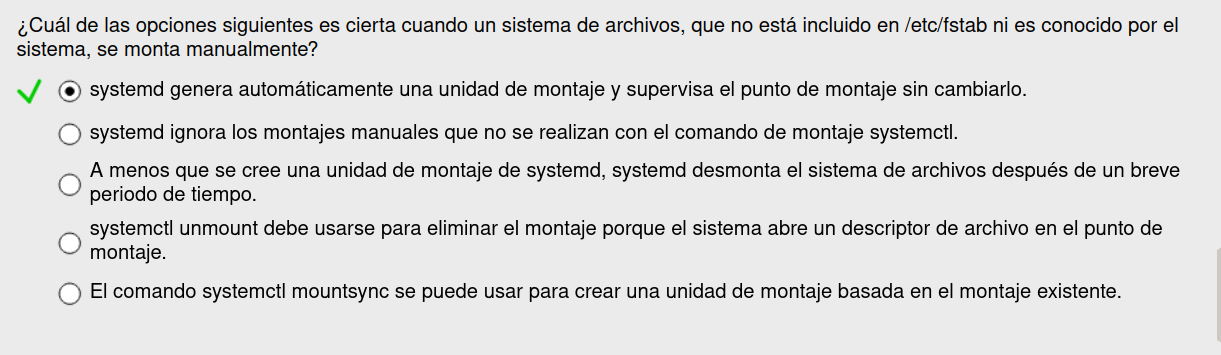 ¿Cuál de las opciones siguientes es cierta cuando un sistema de archivos, que no está incluido en /etc/fstab ni es conocido por el
sistema, se monta manualmente?
systemd genera automáticamente una unidad de montaje y supervisa el punto de montaje sin cambiarlo.
systemd ignora los montajes manuales que no se realizan con el comando de montaje systemctl.
A menos que se cree una unidad de montaje de systemd, systemd desmonta el sistema de archivos después de un breve
periodo de tiempo.
systemctl unmount debe usarse para eliminar el montaje porque el sistema abre un descriptor de archivo en el punto de
montaje.
El comando systemctl mountsync se puede usar para crear una unidad de montaje basada en el montaje existente.